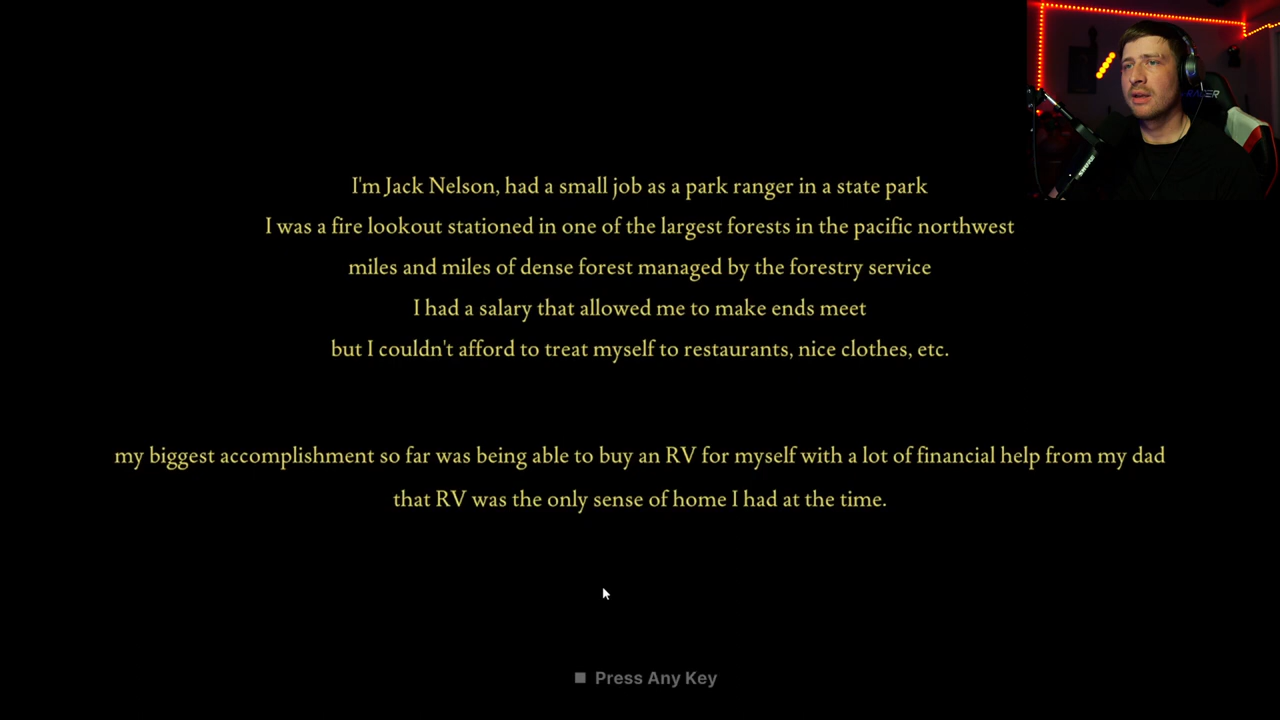 I'm Jack Nelson, had a small job as a park ranger in a state park
I was a fire lookout stationed in one of the largest forests in the pacific northwest
miles and miles of dense forest managed by the forestry service
I had a salary that allowed me to make ends meet
but I couldn't afford to treat myself to restaurants, nice clothes, etc.
my biggest accomplishment so far was being able to buy an RV for myself with a lot of financial help from my dad
that RV was the only sense of home I had at the time.
Press Any Key
SHURE